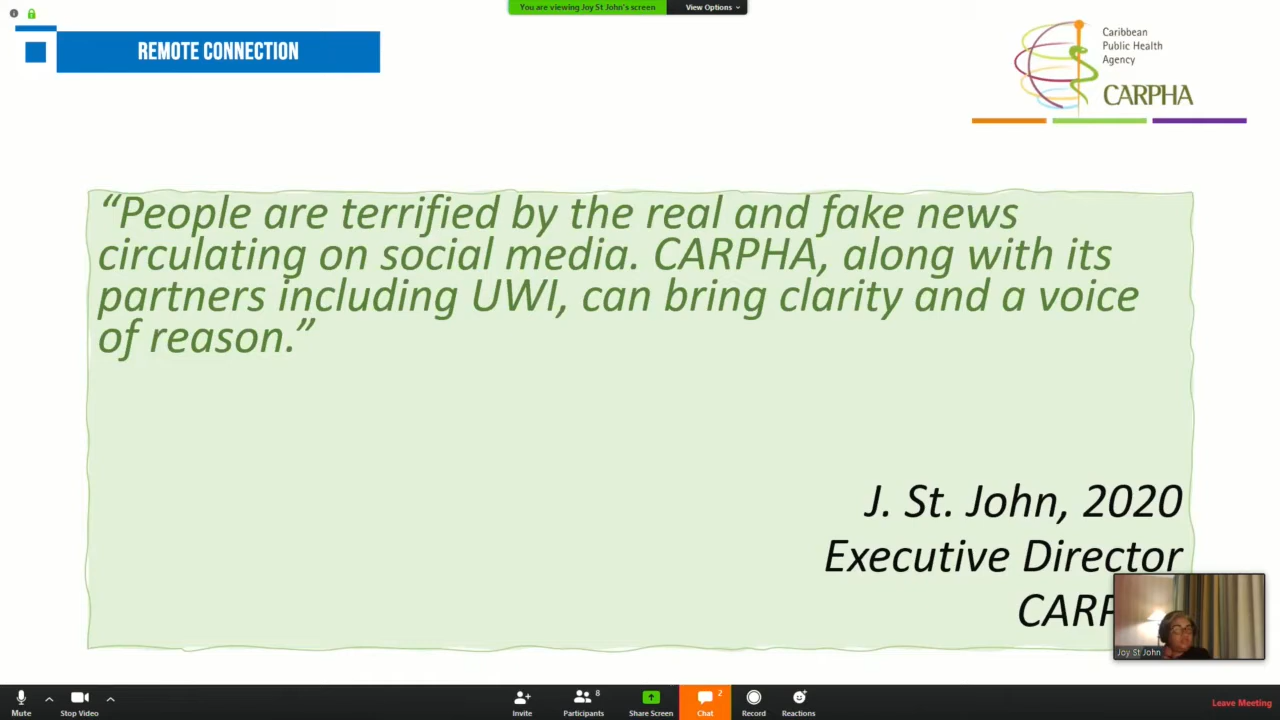 You are viewing Joy St John's screen
View Options
REMOTE CONNECTION
Caribbean
Public Health
Agency
CARPHA
“People are terrified by the real and fake news
circulating on social media. CARPHA, along with its
partners including UWI, can bring clarity and a voice
of reason.”
J. St. John, 2020
Executive Director
CARP
Joy St John
Mute
Stop Video
Invite
8
Participants
Share Screen
2
Chat
Record
Reactions
Leave Meeting